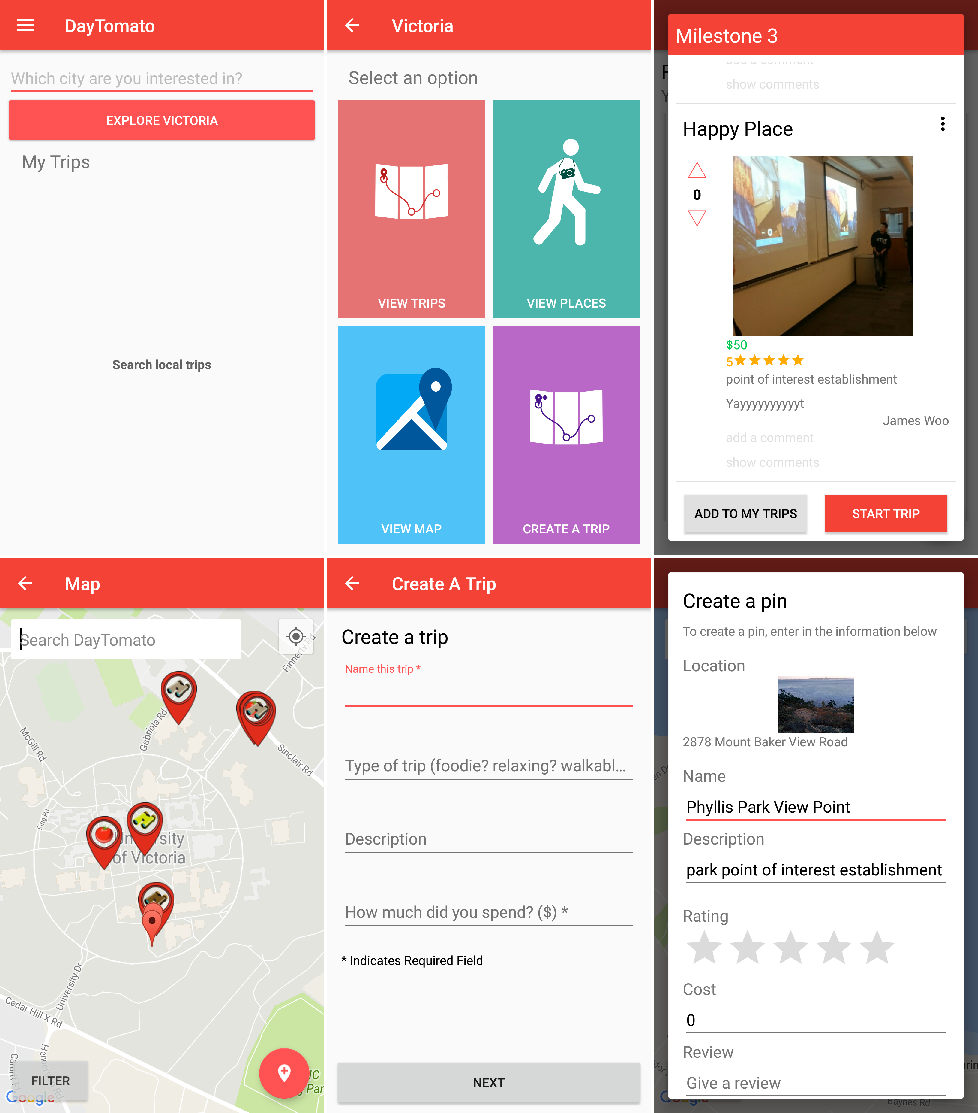 DayTomato
Which city are you interested in?
EXPLORE VICTORIA
My Trips
Search local trips
Victoria
Select an option
VIEW TRIPS
VIEW PLACES
VIEW MAP
CREATE A TRIP
Milestone 3
add a comment
show comments
Happy Place
0
$50
5
point of interest establishment
Yayyyyyyyyyyt
James Woo
add a comment
show comments
ADD TO MY TRIPS
START TRIP
Map
Search DayTomato
Gabriola Rd
McGill Rd
Sinclair Rd
University
of Victoria
University Dr
Cedar Hill X Rd
FILTER
Google
Create A Trip
Create a trip
Name this trip *
Type of trip (foodie? relaxing? walkabl...
Description
How much did you spend? ($) *
* Indicates Required Field
NEXT
Create a pin
To create a pin, enter in the information below
Location
2878 Mount Baker View Road
Name
Phyllis Park View Point
Description
park point of interest establishment
Rating
Cost
0
Review
Give a review